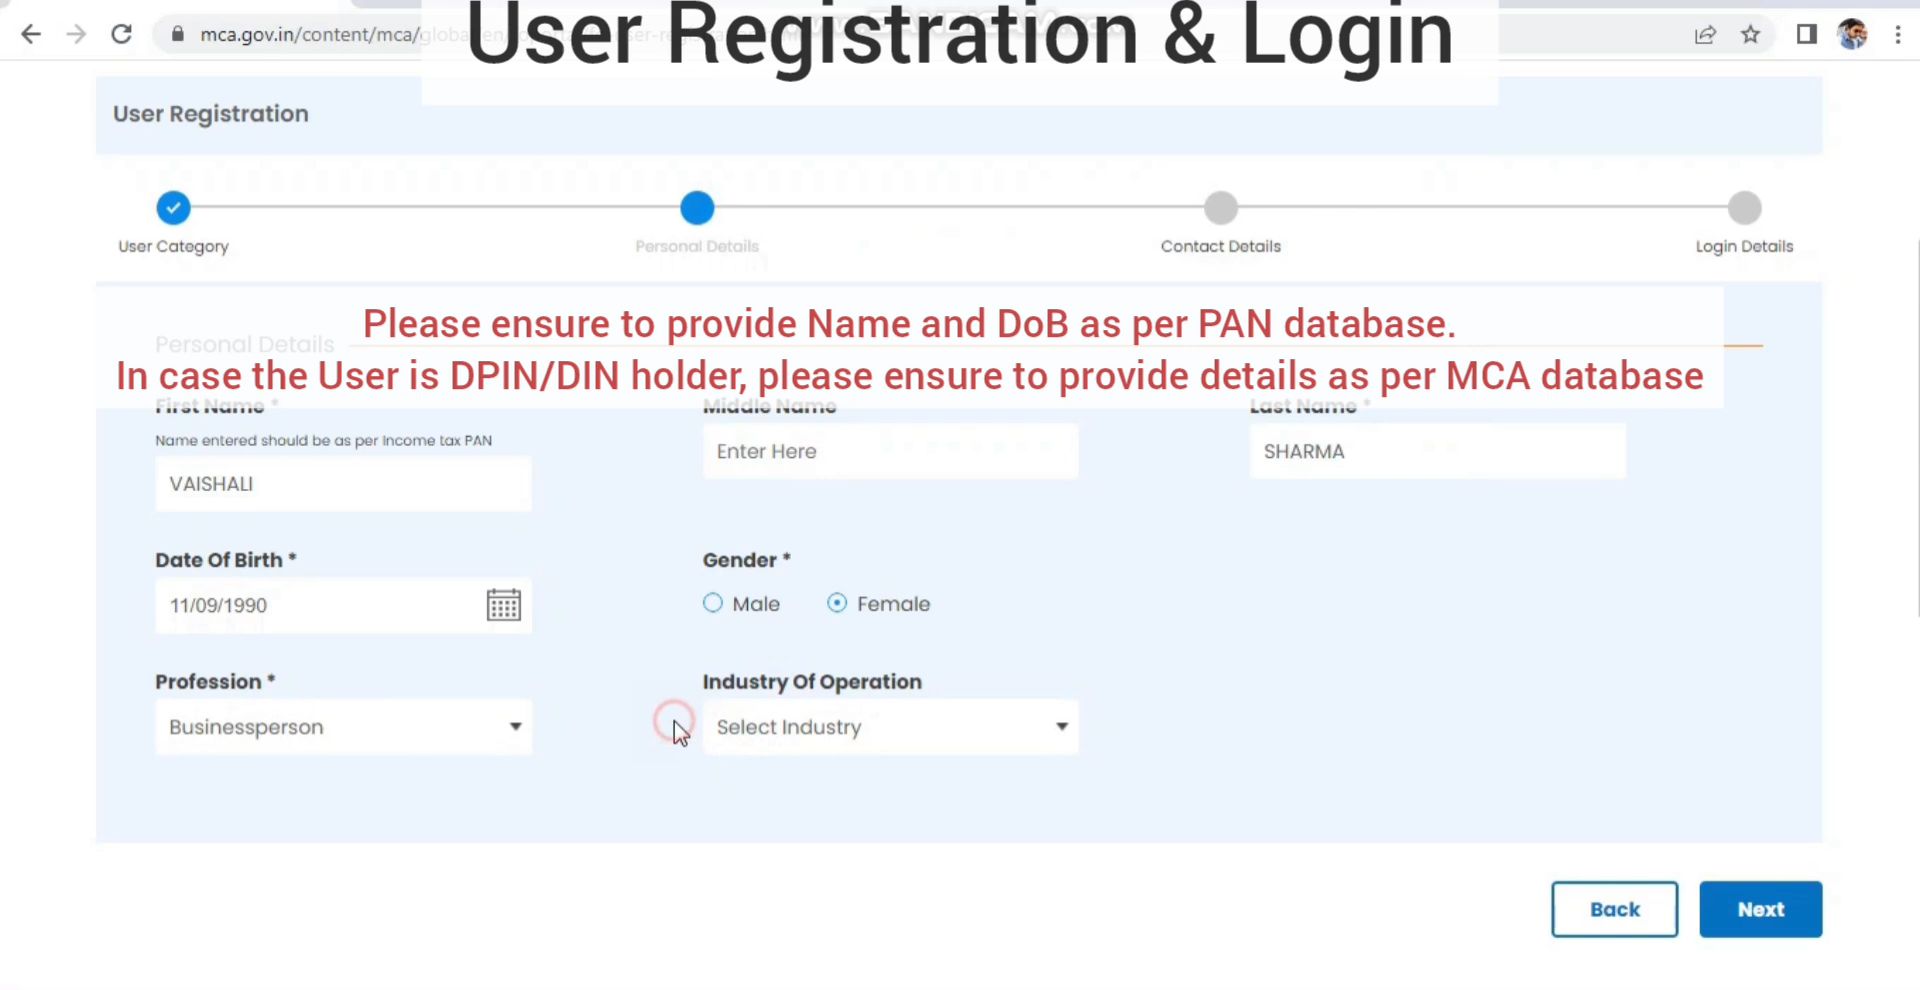 User Registration & Login
mca.gov.in/content/mca/global/en/
User Registration
User Category
Personal Details
Contact Details
Login Details
Please ensure to provide Name and DoB as per PAN database.
Personal Details
In case the User is DPIN/DIN holder, please ensure to provide details as per MCA database
First Name *
Middle Name
Last Name *
Name entered should be as per Income tax PAN
Enter Here
SHARMA
VAISHALI
Date Of Birth *
Gender *
11/09/1990
Male
Female
Profession *
Industry Of Operation
Businessperson
Select Industry
Back
Next